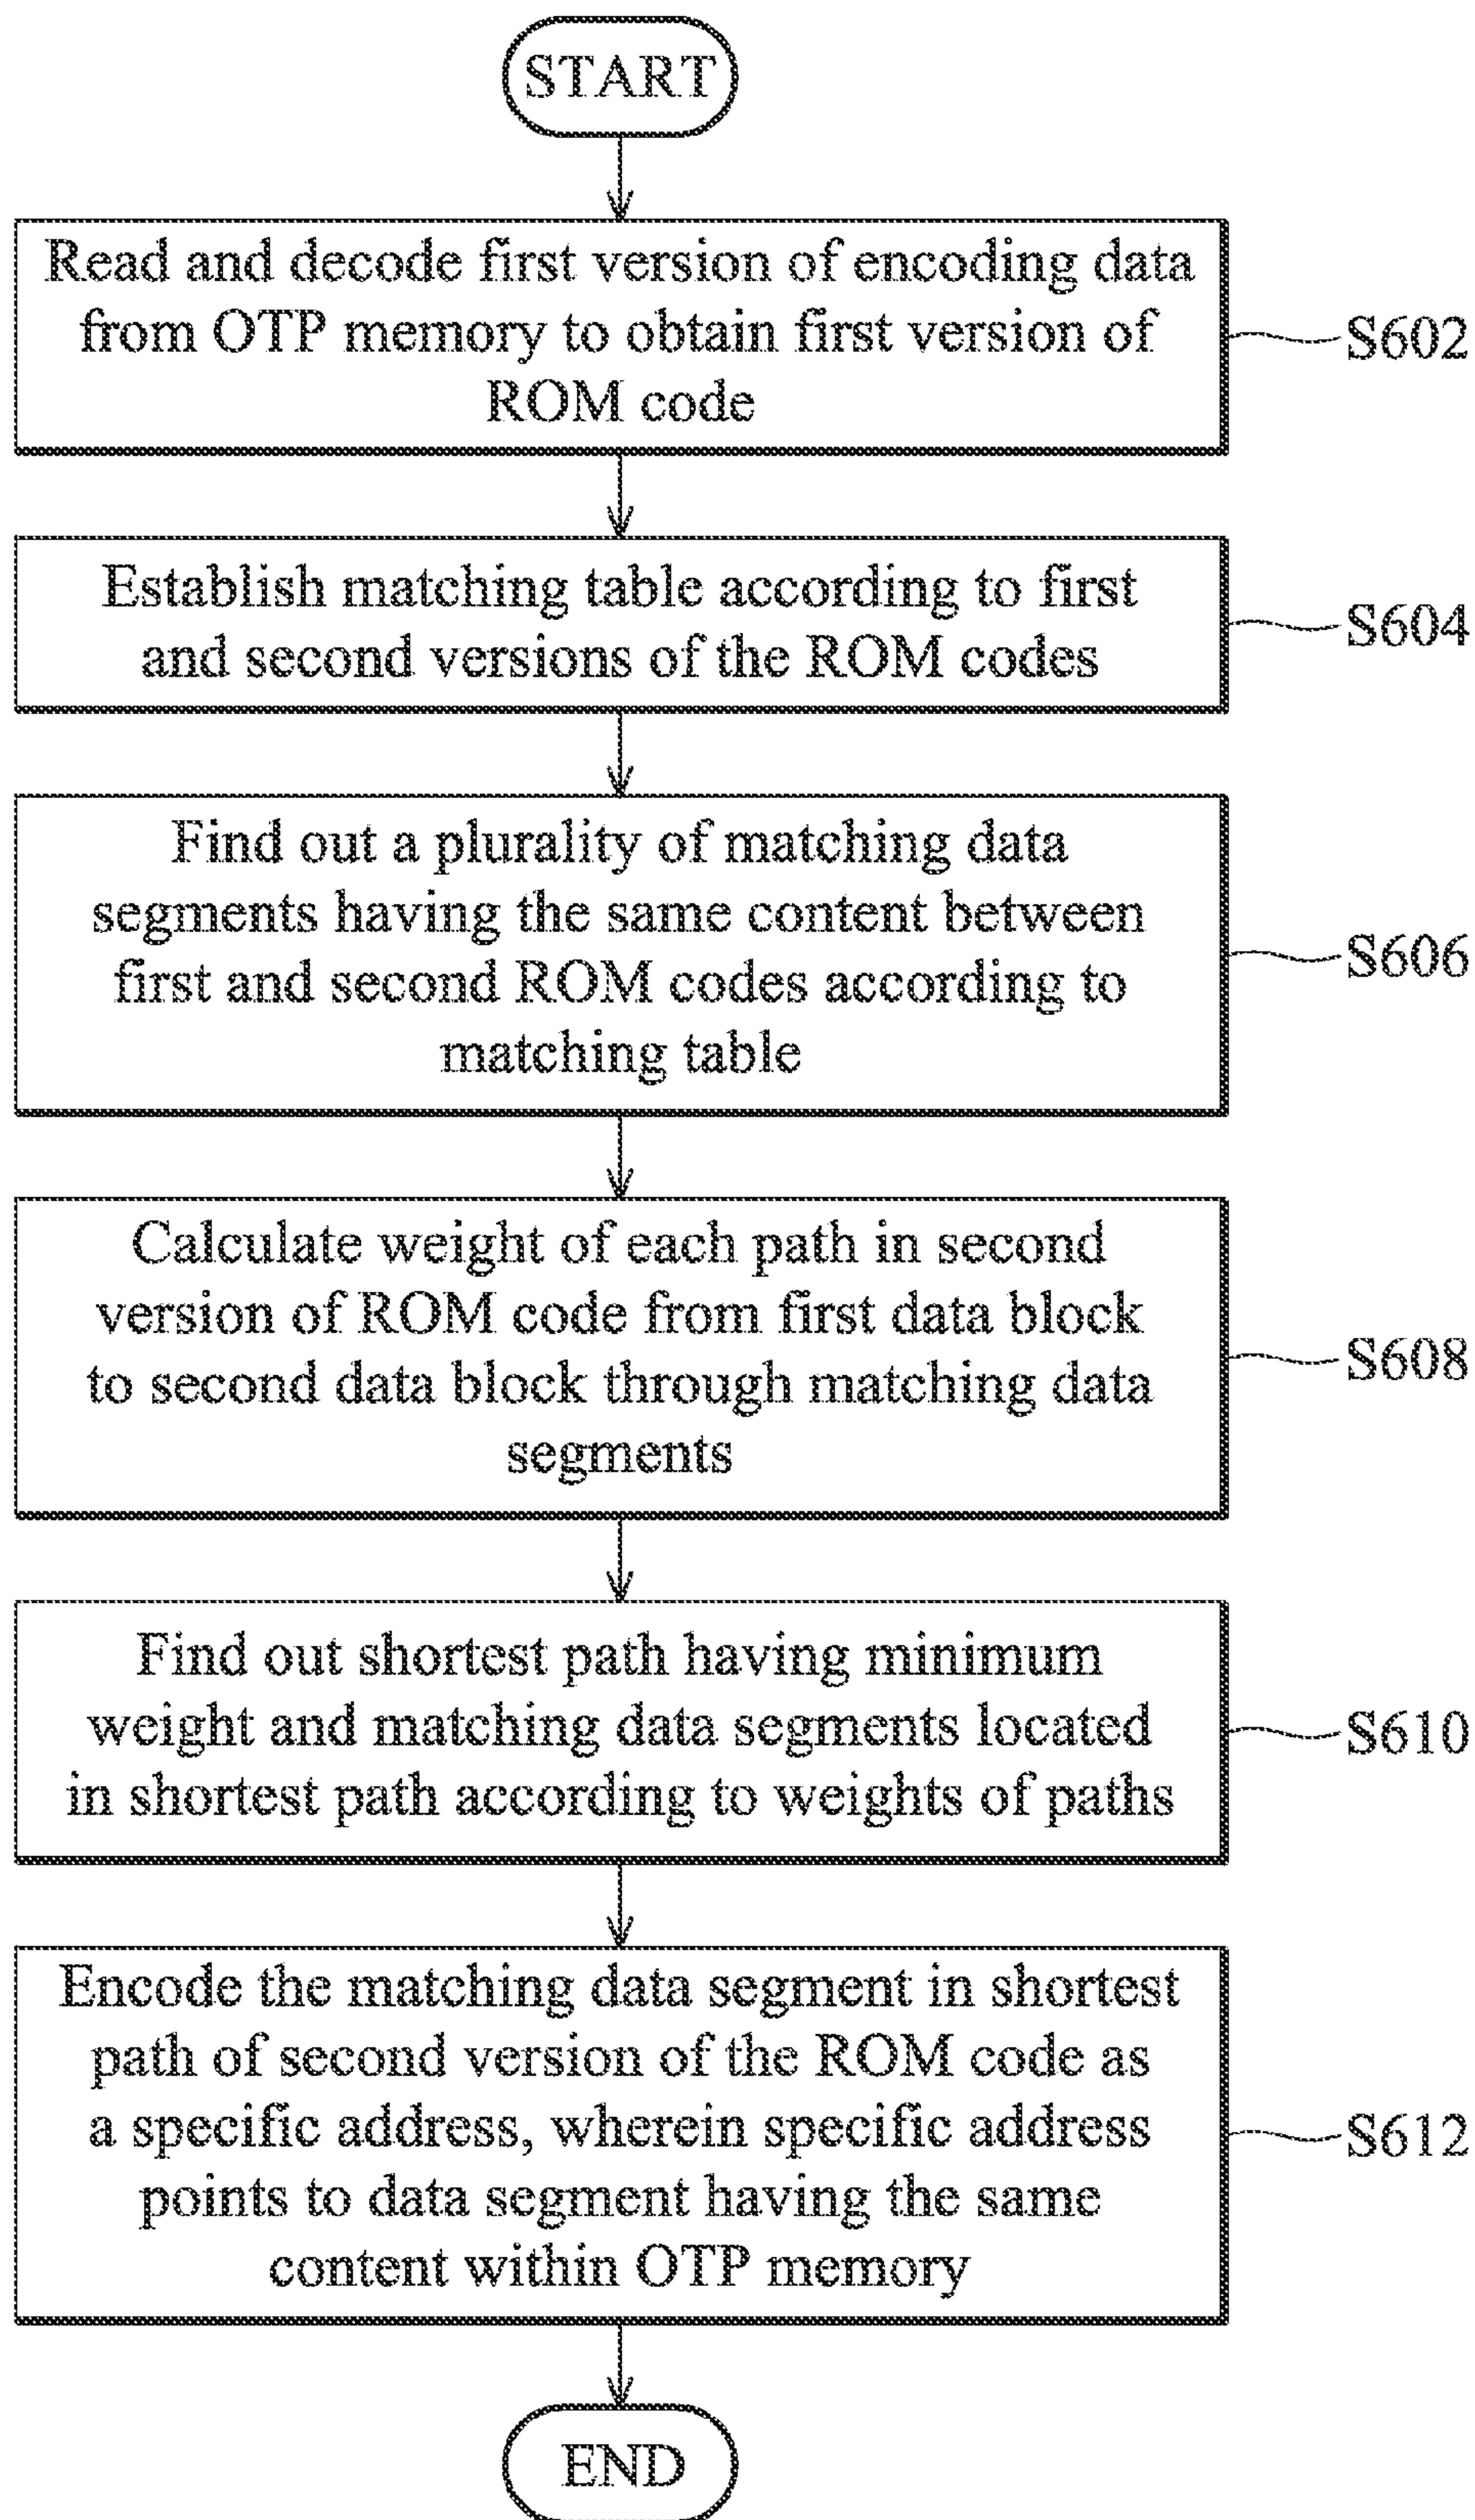 START
Read and decode first version of encoding data
from OTP memory to obtain first version of
ROM code
S602
Establish matching table according to first
and second versions of the ROM codes
S604
Find out a plurality of matching data
segments having the same content between
first and second ROM codes according to
matching table
S606
Calculate weight of each path in second
version of ROM code from first data block
to second data block through matching data
segments
S608
Find out shortest path having minimum
weight and matching data segments located
in shortest path according to weights of paths
S610
Encode the matching data segment in shortest
path of second version of the ROM code as
a specific address, wherein specific address
points to data segment having the same
content within OTP memory
S612
END